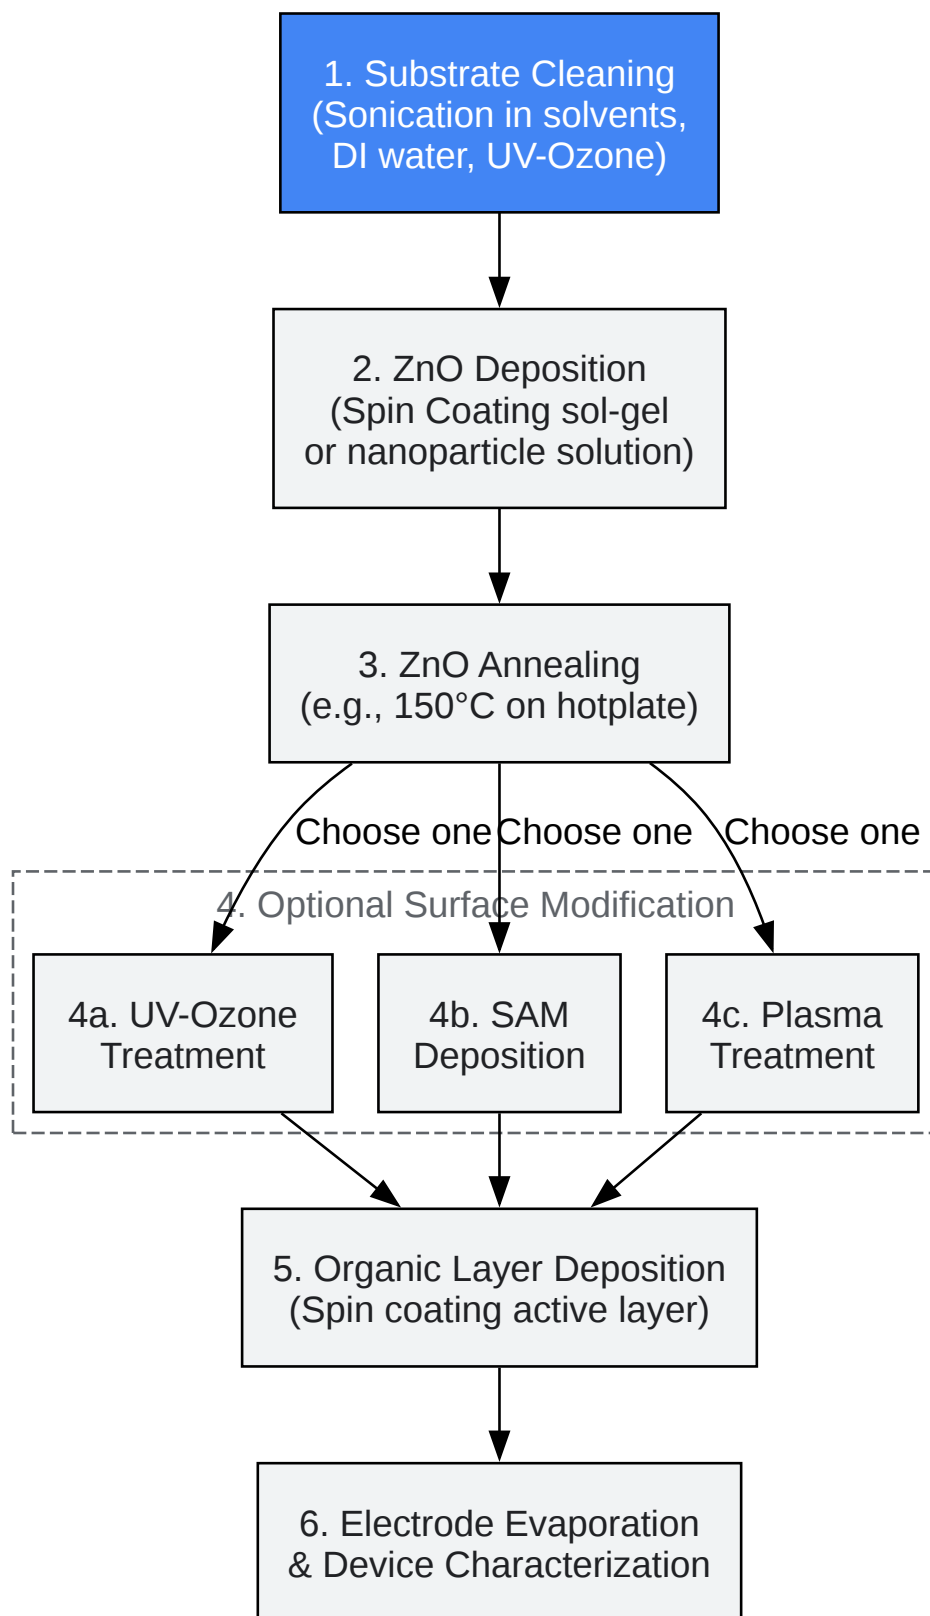 1. Substrate Cleaning
(Sonication in solvents,
DI water, UV-Ozone)
2. ZnO Deposition
(Spin Coating sol-gel
or nanoparticle solution)
3. ZnO Annealing
(e.g., 150°C on hotplate)
Choose one
Choose one
Choose one
4. Optional Surface Modification
4a. UV-Ozone
Treatment
4b. SAM
Deposition
4c. Plasma
Treatment
5. Organic Layer Deposition
(Spin coating active layer)
6. Electrode Evaporation
& Device Characterization